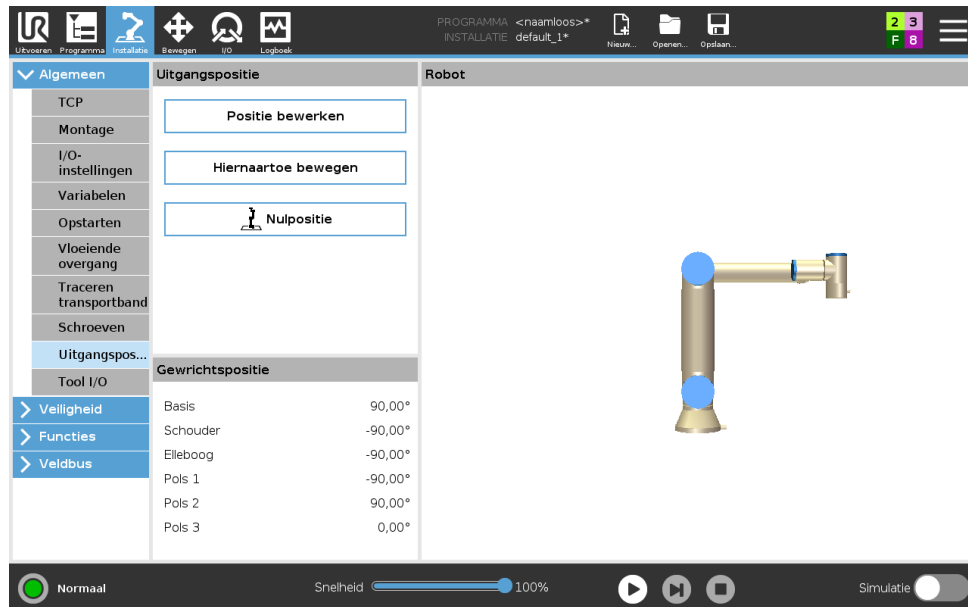 PROGRAMMA <naamloos>*
INSTALLATIE default_1*
2 3
F 8
Uitvoeren Programma Installatie Bewegen I/O Logboek Nieuw... Openen... Opslaan...
Algemeen
TCP
Montage
I/O-
instellingen
Variabelen
Opstarten
Vloeiende
overgang
Traceren
transportband
Schroeven
Uitgangspos...
Tool I/O
Veiligheid
Functies
Veldbus
Uitgangspositie
Positie bewerken
Hiernaartoe bewegen
Nulpositie
Gewrichtspositie
Basis 90,00°
Schouder -90,00°
Elleboog -90,00°
Pols 1 -90,00°
Pols 2 90,00°
Pols 3 0,00°
Robot
Normaal Snelheid 100% Simulatie